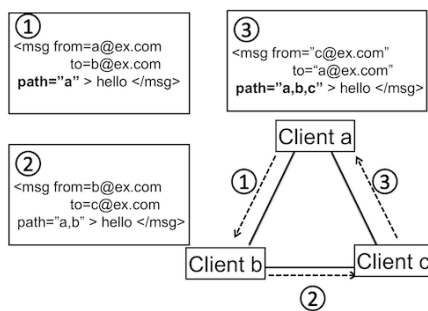 ①
<msg from=a@ex.com
to=b@ex.com
path=”a” > hello </msg>
③
<msg from=”c@ex.com”
to=“a@ex.com”
path=”a,b,c” > hello </msg>
②
<msg from=b@ex.com
to=c@ex.com
path=”a,b” > hello </msg>
Client a
①
③
Client b
Client c
②